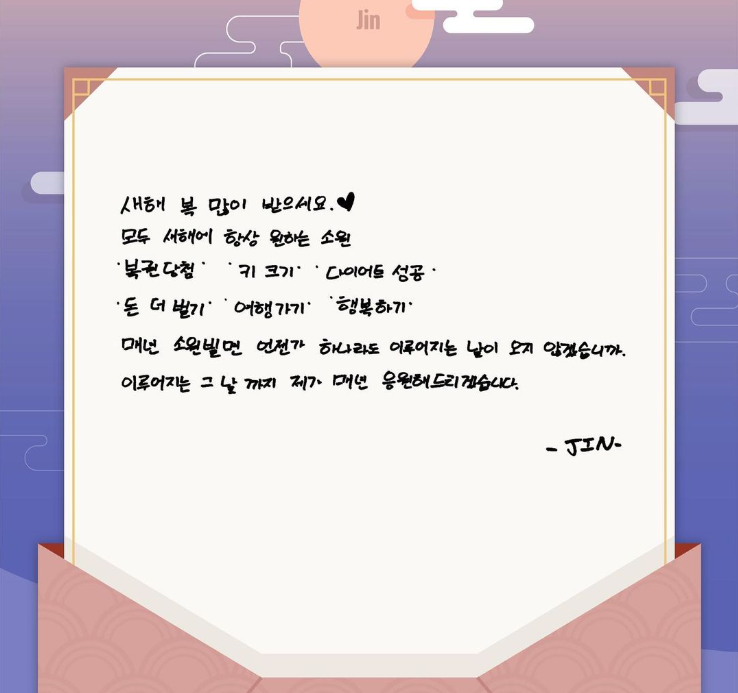 Jin
새해 복 많이 받으세요.♥
모두 새해에 항상 원하는 소원
'복권당첨' '키 크기' '다이어트 성공'
'돈 더 벌기' '여행가기' '행복하기'
매년 소원빌면 언젠가 하나라도 이루어지는 날이 오지 않겠습니까.
이루어지는 그 날 까지 제가 매년 응원해드리겠습니다.
- JIN-